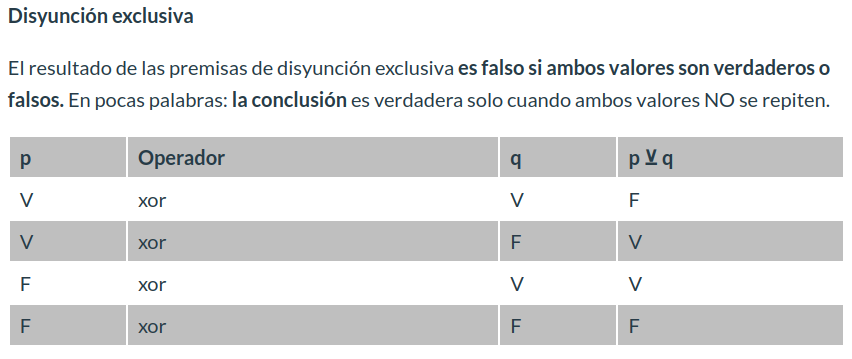 Disyunción exclusiva
El resultado de las premisas de disyunción exclusiva es falso si ambos valores son verdaderos o
falsos. En pocas palabras: la conclusión es verdadera solo cuando ambos valores NO se repiten.
p Operador q p ⊻ q
V xor V F
V xor F V
F xor V V
F xor F F